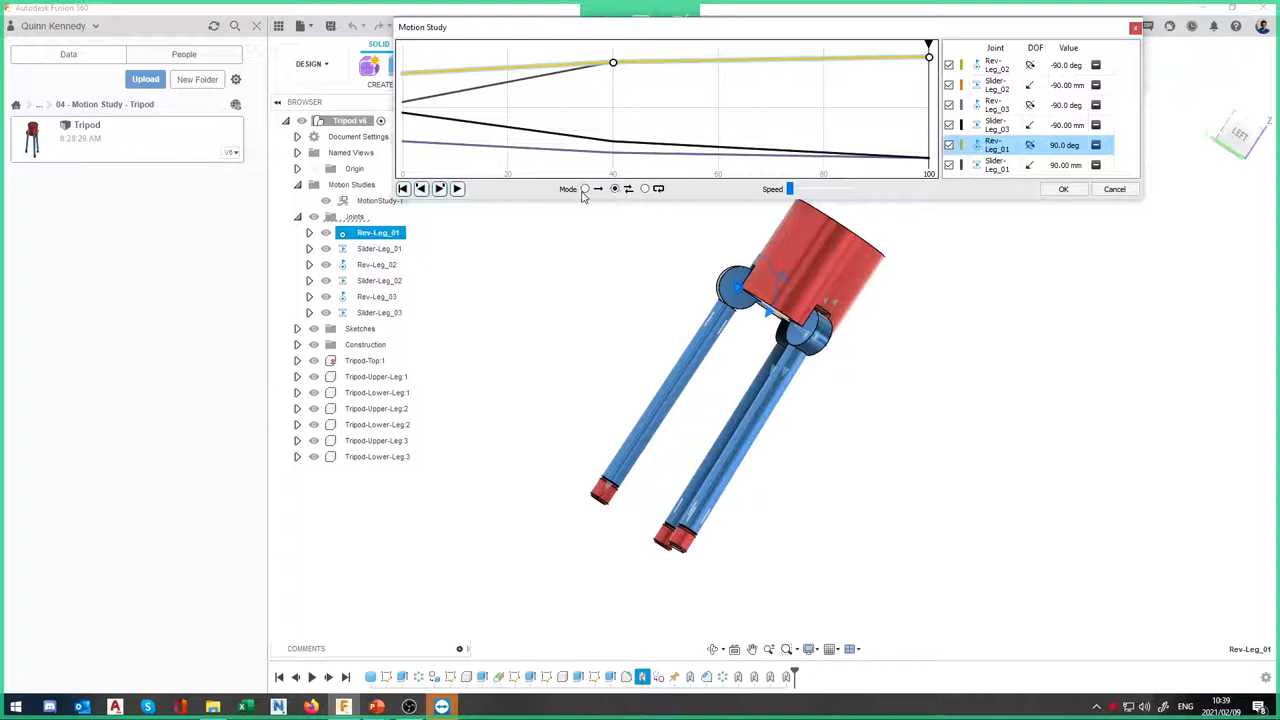 Autodesk Fusion 360
Quinn Kennedy
Data
People
Upload
New Folder
... 04 - Motion Study - Tripod
Tripod
8:28:29 AM
V6
DESIGN
SOLID
CREATE
BROWSER
Tripod v6
Document Settings
Named Views
Origin
Motion Studies
MotionStudy-1
Joints
Rev-Leg_01
Slider-Leg_01
Rev-Leg_02
Slider-Leg_02
Rev-Leg_03
Slider-Leg_03
Sketches
Construction
Tripod-Top:1
Tripod-Upper-Leg:1
Tripod-Lower-Leg:1
Tripod-Upper-Leg:2
Tripod-Lower-Leg:2
Tripod-Upper-Leg:3
Tripod-Lower-Leg:3
Motion Study
0 20 40 60 80 100
Joint DOF Value
Rev-Leg_02 -90.0 deg
Slider-Leg_02 -90.00 mm
Rev-Leg_03 -90.0 deg
Slider-Leg_03 -90.00 mm
Rev-Leg_01 90.0 deg
Slider-Leg_01 90.00 mm
Mode
Speed
OK
Cancel
LEFT
Z
COMMENTS
Rev-Leg_01
ENG
10:39
2021/02/09